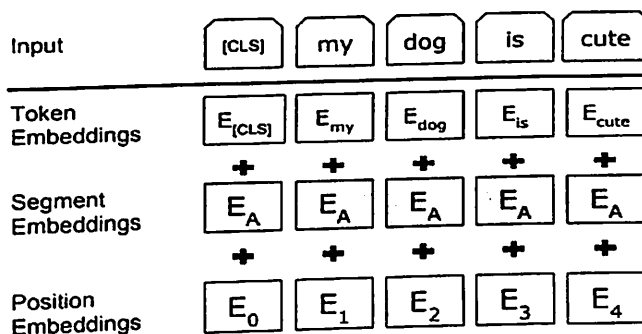 Input [CLS] my dog is cute
Token
Embeddings E[CLS] Emy Edog Eis Ecute
+ + + + +
Segment
Embeddings EA EA EA EA EA
+ + + + +
Position
Embeddings E0 E1 E2 E3 E4